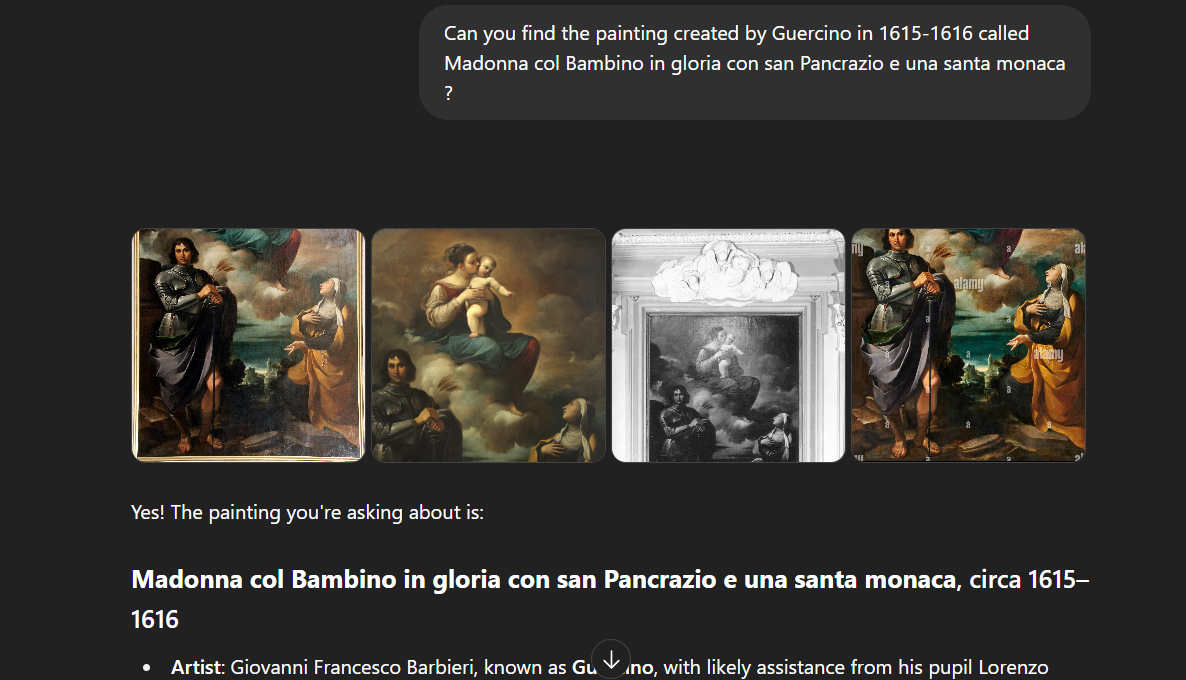 Can you find the painting created by Guercino in 1615-1616 called
Madonna col Bambino in gloria con san Pancrazio e una santa monaca
?
alamy
alamy
a
a
a
a
a
a
a
a
Yes! The painting you're asking about is:
Madonna col Bambino in gloria con san Pancrazio e una santa monaca, circa 1615–
1616
• Artist: Giovanni Francesco Barbieri, known as , with likely assistance from his pupil Lorenzo